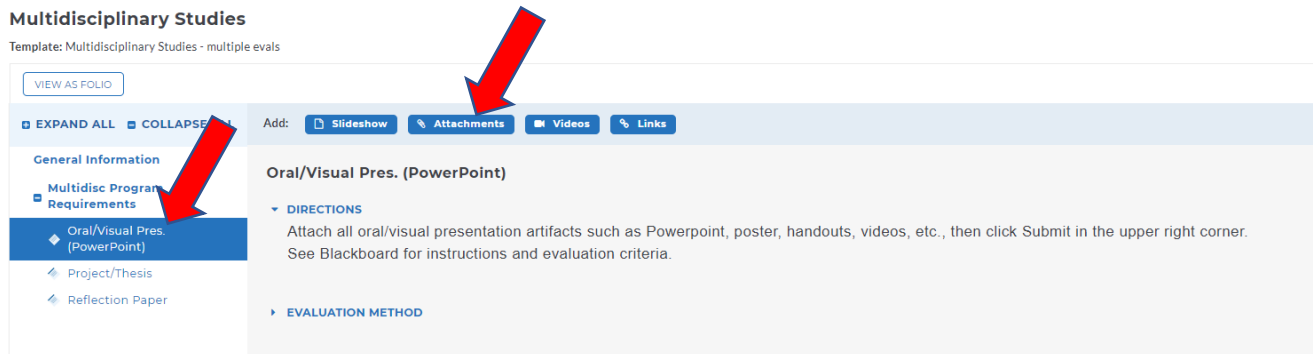 Multidisciplinary Studies
Template: Multidisciplinary Studies - multiple evals
VIEW AS FOLIO
EXPAND ALL COLLAPSE
Add: Slideshow Attachments Videos Links
General Information
Multidisc Program
Requirements
Oral/Visual Pres.
(PowerPoint)
Project/Thesis
Reflection Paper
Oral/Visual Pres. (PowerPoint)
DIRECTIONS
Attach all oral/visual presentation artifacts such as Powerpoint, poster, handouts, videos, etc., then click Submit in the upper right corner.
See Blackboard for instructions and evaluation criteria.
EVALUATION METHOD